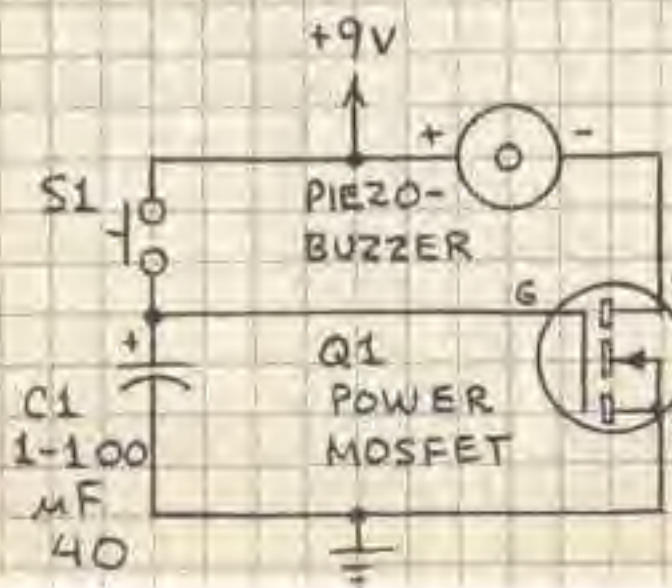 +9V
+ -
S1
PIEZO-
BUZZER
G
+
Q1
C1
POWER
1-100
MOSFET
μF
40